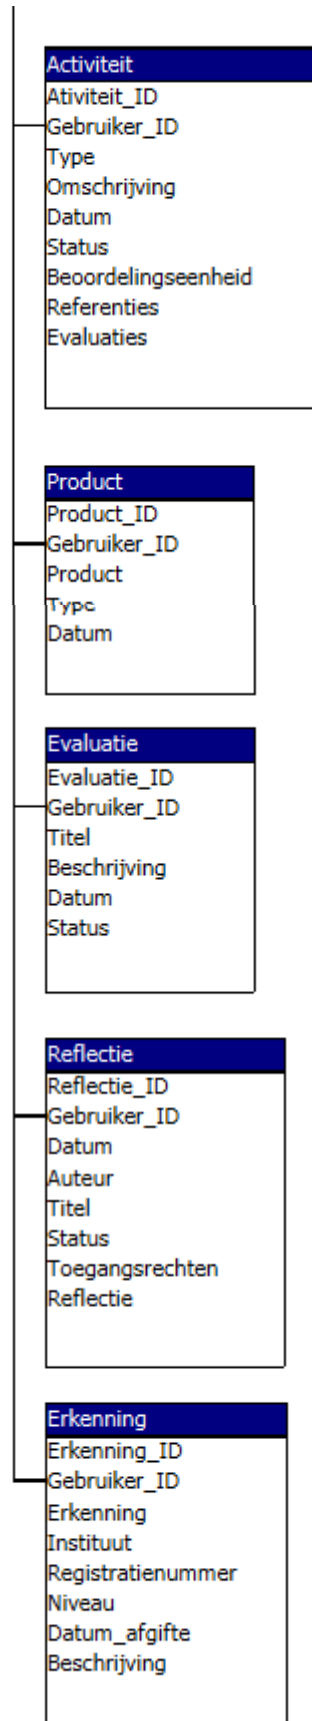 Activiteit
Ativiteit_ID
Gebruiker_ID
Type
Omschrijving
Datum
Status
Beoordelingseenheid
Referenties
Evaluaties
Product
Product_ID
Gebruiker_ID
Product
Type
Datum
Evaluatie
Evaluatie_ID
Gebruiker_ID
Titel
Beschrijving
Datum
Status
Reflectie
Reflectie_ID
Gebruiker_ID
Datum
Auteur
Titel
Status
Toegangsrechten
Reflectie
Erkenning
Erkenning_ID
Gebruiker_ID
Erkenning
Instituut
Registratienummer
Niveau
Datum_afgifte
Beschrijving